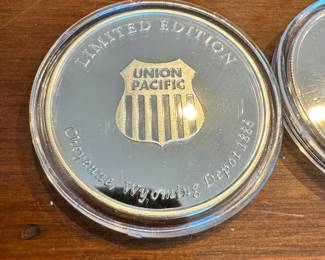 LIMITED EDITION
UNION
PACIFIC
Cheyenne Wyoming Depot 1886